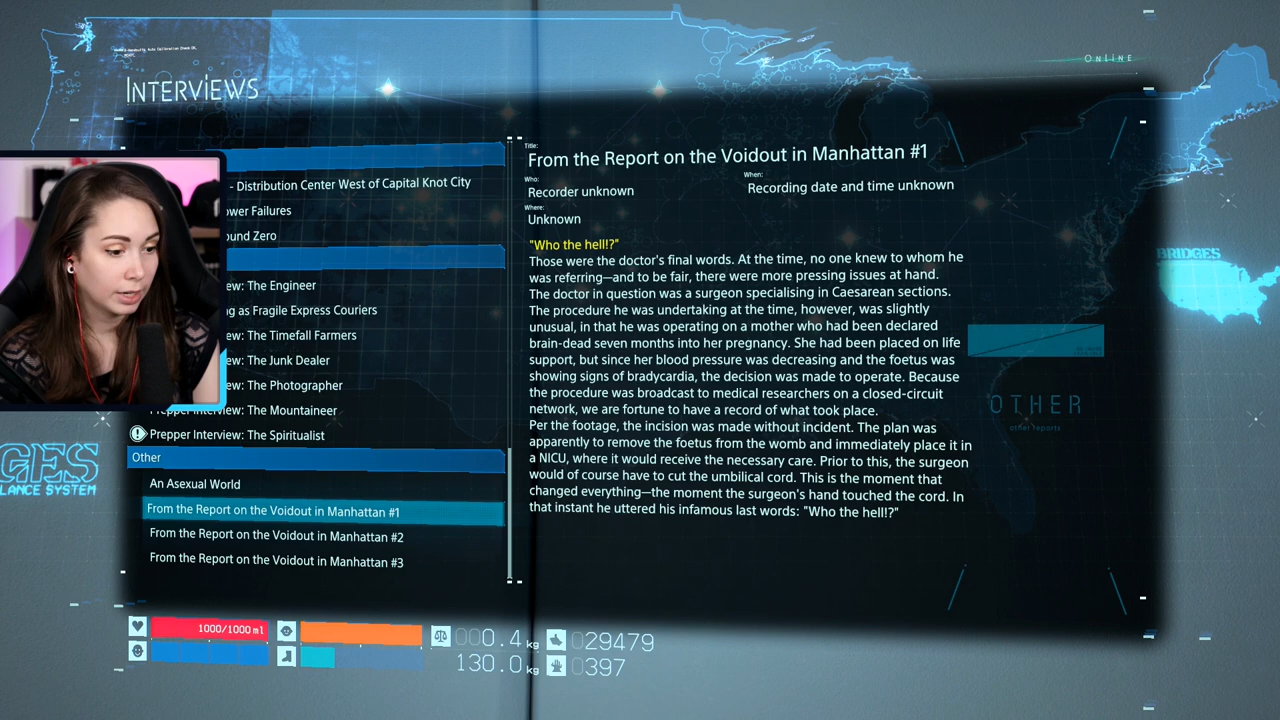 INTERVIEWS
ONLINE
- Distribution Center West of Capital Knot City
ower Failures
ound Zero
ew: The Engineer
ng as Fragile Express Couriers
ew: The Timefall Farmers
ew: The Junk Dealer
ew: The Photographer
Prepper Interview: The Mountaineer
Prepper Interview: The Spiritualist
Other
An Asexual World
From the Report on the Voidout in Manhattan #1
From the Report on the Voidout in Manhattan #2
From the Report on the Voidout in Manhattan #3
Title:
From the Report on the Voidout in Manhattan #1
Who:
Recorder unknown
When:
Recording date and time unknown
Where:
Unknown
"Who the hell!?"
Those were the doctor's final words. At the time, no one knew to whom he
was referring—and to be fair, there were more pressing issues at hand.
The doctor in question was a surgeon specialising in Caesarean sections.
The procedure he was undertaking at the time, however, was slightly
unusual, in that he was operating on a mother who had been declared
brain-dead seven months into her pregnancy. She had been placed on life
support, but since her blood pressure was decreasing and the foetus was
showing signs of bradycardia, the decision was made to operate. Because
the procedure was broadcast to medical researchers on a closed-circuit
network, we are fortune to have a record of what took place.
Per the footage, the incision was made without incident. The plan was
apparently to remove the foetus from the womb and immediately place it in
a NICU, where it would receive the necessary care. Prior to this, the surgeon
would of course have to cut the umbilical cord. This is the moment that
changed everything—the moment the surgeon's hand touched the cord. In
that instant he uttered his infamous last words: "Who the hell!?"
BRIDGES
OTHER
other reports
GES
LANCE SYSTEM
1000/1000 ml
000.4 kg
130.0 kg
029479
0397